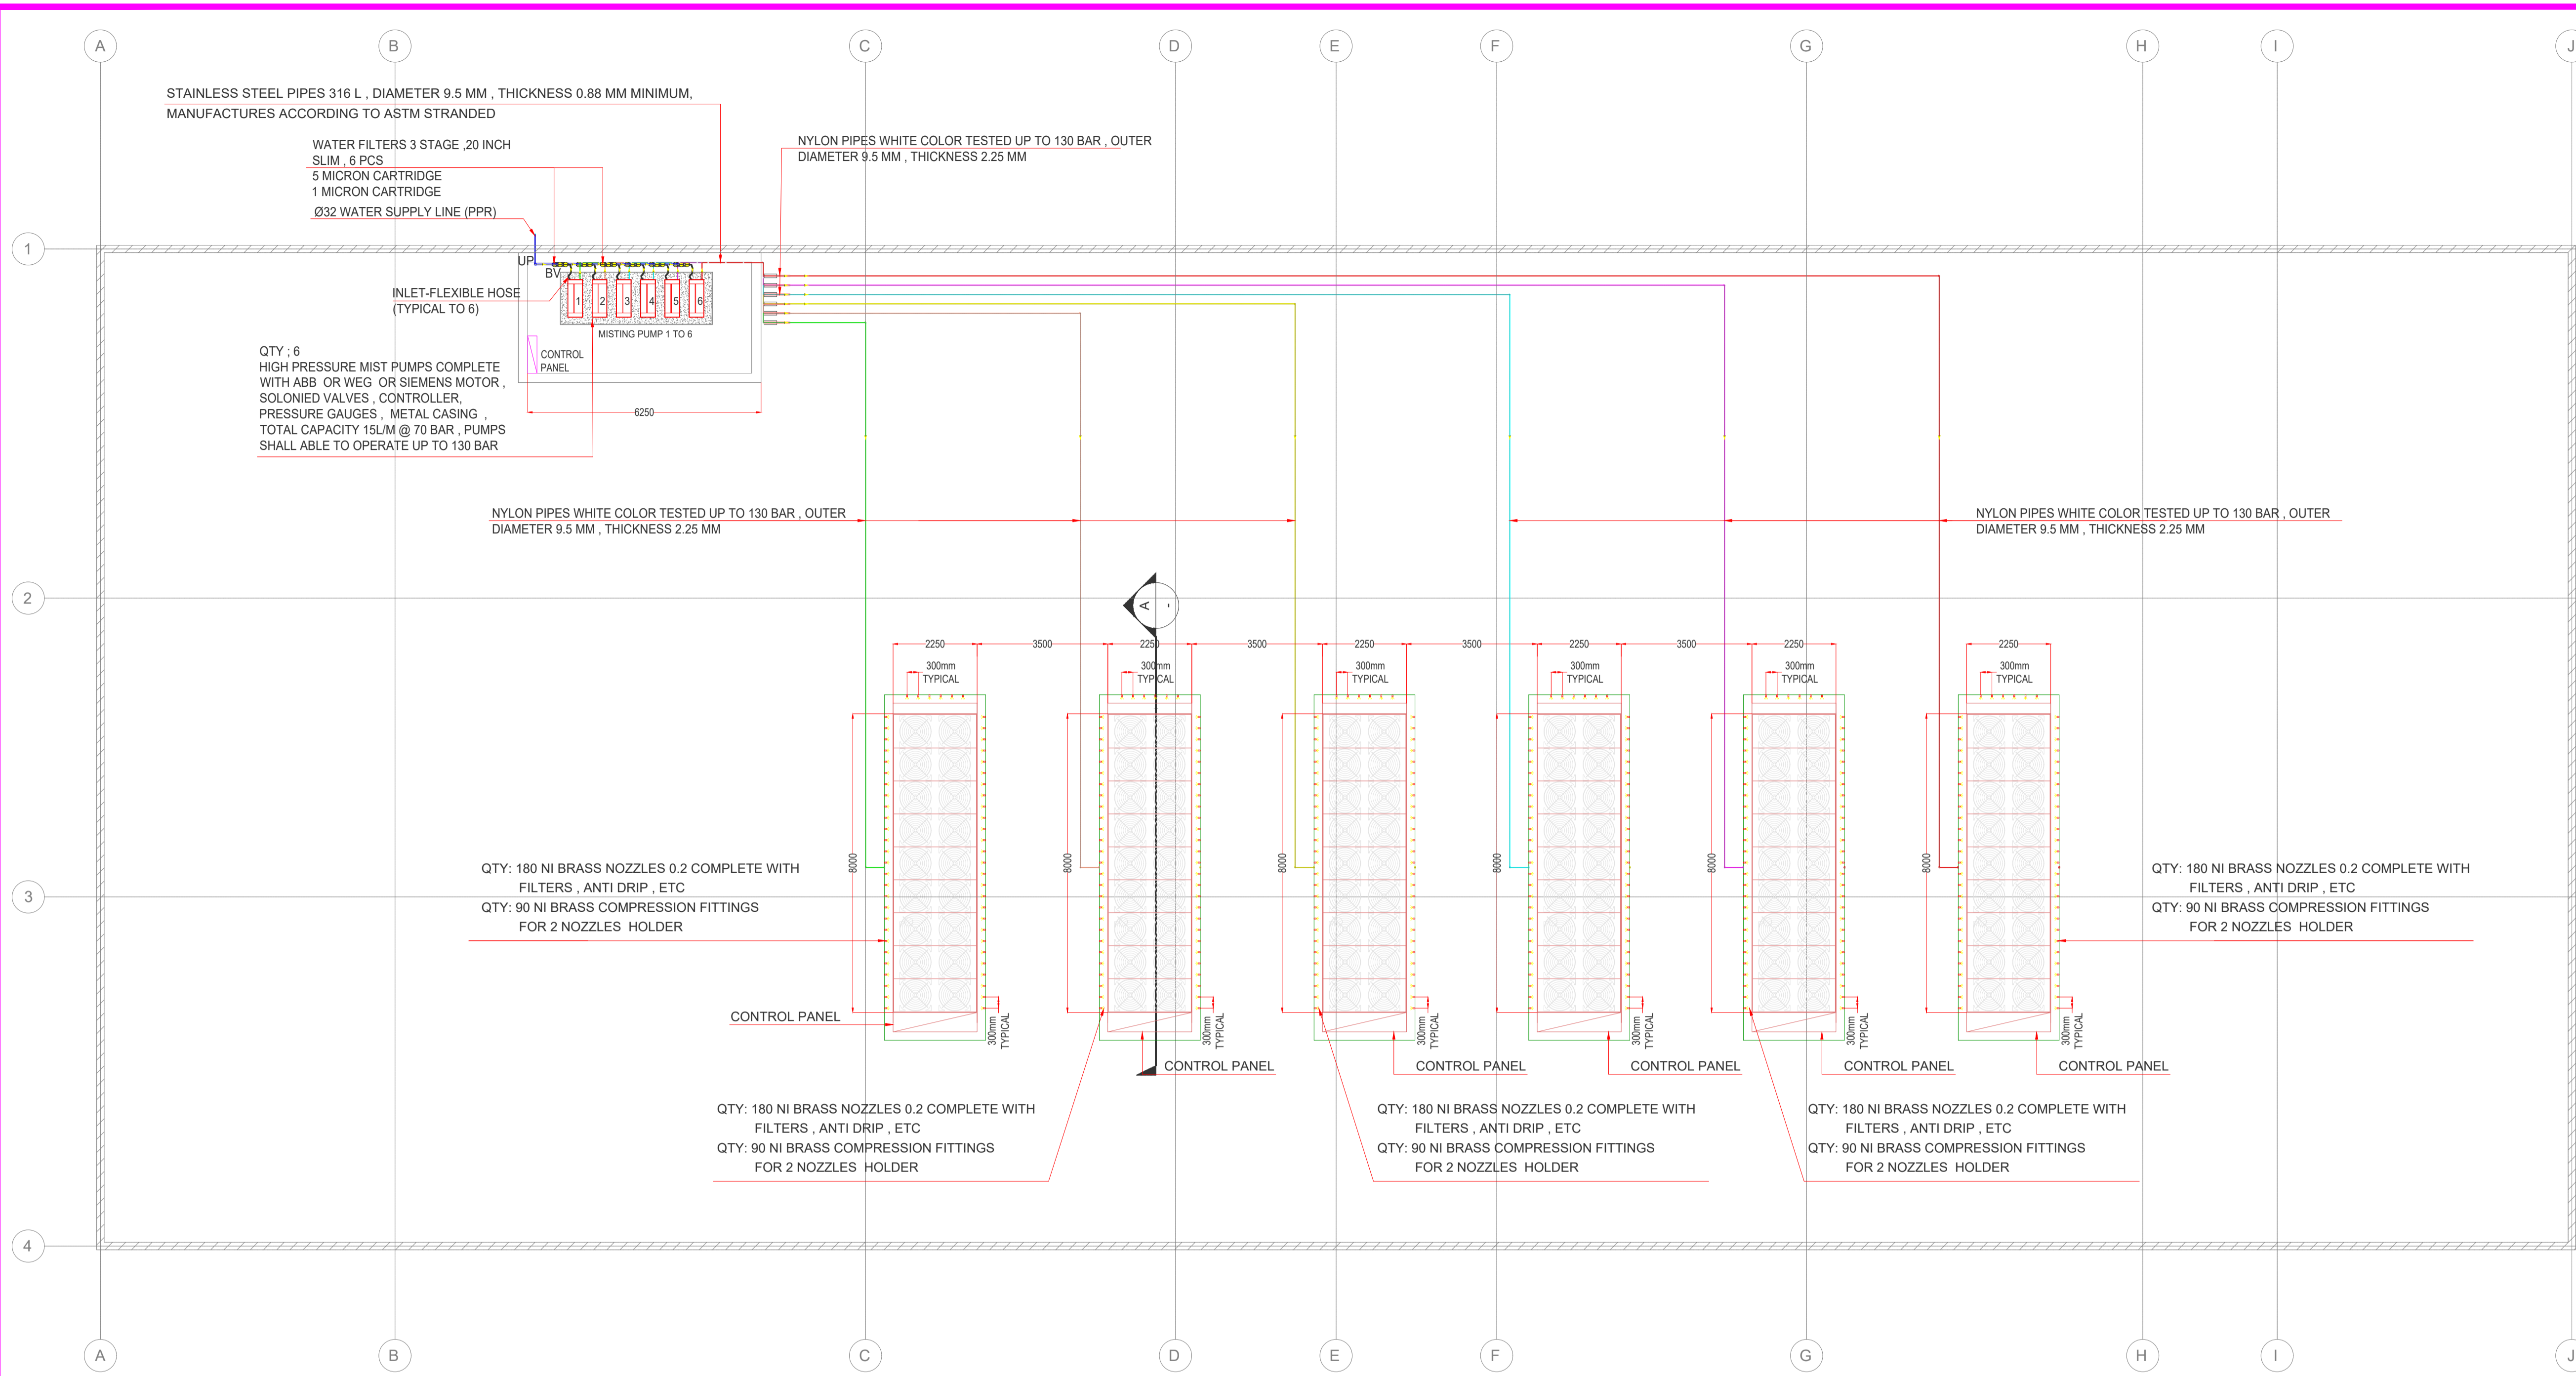 A
B
C
D
E
F
G
H
I
J
STAINLESS STEEL PIPES 316 L , DIAMETER 9.5 MM , THICKNESS 0.88 MM MINIMUM,
MANUFACTURES ACCORDING TO ASTM STRANDED
WATER FILTERS 3 STAGE ,20 INCH
SLIM , 6 PCS
5 MICRON CARTRIDGE
1 MICRON CARTRIDGE
Ø32 WATER SUPPLY LINE (PPR)
NYLON PIPES WHITE COLOR TESTED UP TO 130 BAR , OUTER
DIAMETER 9.5 MM , THICKNESS 2.25 MM
1
UP
BV
INLET-FLEXIBLE HOSE
(TYPICAL TO 6)
1
2
3
4
5
6
MISTING PUMP 1 TO 6
CONTROL
PANEL
6250
QTY ; 6
HIGH PRESSURE MIST PUMPS COMPLETE
WITH ABB OR WEG OR SIEMENS MOTOR ,
SOLONIED VALVES , CONTROLLER,
PRESSURE GAUGES , METAL CASING ,
TOTAL CAPACITY 15L/M @ 70 BAR , PUMPS
SHALL ABLE TO OPERATE UP TO 130 BAR
NYLON PIPES WHITE COLOR TESTED UP TO 130 BAR , OUTER
DIAMETER 9.5 MM , THICKNESS 2.25 MM
NYLON PIPES WHITE COLOR TESTED UP TO 130 BAR , OUTER
DIAMETER 9.5 MM , THICKNESS 2.25 MM
2
A
-
2250
3500
2250
3500
2250
3500
2250
3500
2250
2250
300mm
TYPICAL
300mm
TYPICAL
300mm
TYPICAL
300mm
TYPICAL
300mm
TYPICAL
300mm
TYPICAL
8000
8000
8000
8000
8000
8000
QTY: 180 NI BRASS NOZZLES 0.2 COMPLETE WITH
FILTERS , ANTI DRIP , ETC
QTY: 90 NI BRASS COMPRESSION FITTINGS
FOR 2 NOZZLES HOLDER
QTY: 180 NI BRASS NOZZLES 0.2 COMPLETE WITH
FILTERS , ANTI DRIP , ETC
QTY: 90 NI BRASS COMPRESSION FITTINGS
FOR 2 NOZZLES HOLDER
3
CONTROL PANEL
300mm
TYPICAL
300mm
TYPICAL
300mm
TYPICAL
300mm
TYPICAL
300mm
TYPICAL
300mm
TYPICAL
CONTROL PANEL
CONTROL PANEL
CONTROL PANEL
CONTROL PANEL
CONTROL PANEL
QTY: 180 NI BRASS NOZZLES 0.2 COMPLETE WITH
FILTERS , ANTI DRIP , ETC
QTY: 90 NI BRASS COMPRESSION FITTINGS
FOR 2 NOZZLES HOLDER
QTY: 180 NI BRASS NOZZLES 0.2 COMPLETE WITH
FILTERS , ANTI DRIP , ETC
QTY: 90 NI BRASS COMPRESSION FITTINGS
FOR 2 NOZZLES HOLDER
QTY: 180 NI BRASS NOZZLES 0.2 COMPLETE WITH
FILTERS , ANTI DRIP , ETC
QTY: 90 NI BRASS COMPRESSION FITTINGS
FOR 2 NOZZLES HOLDER
4
A
B
C
D
E
F
G
H
I
J